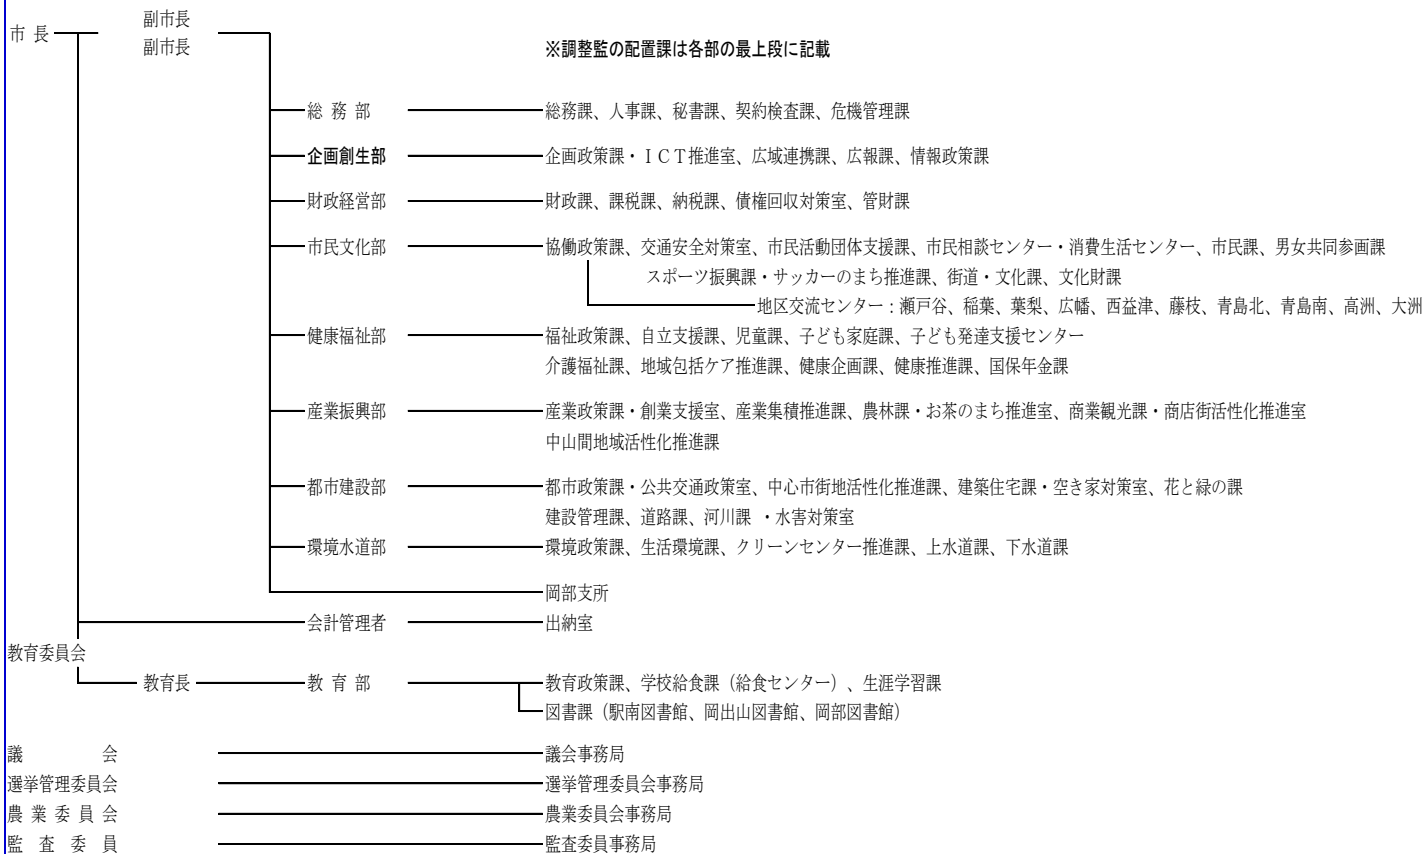 副市長
市 長
副市長
※調整監の配置課は各部の最上段に記載
総 務 部 総務課、人事課、秘書課、契約検査課、危機管理課
企画創生部 企画政策課・ＩＣＴ推進室、広域連携課、広報課、情報政策課
財政経営部 財政課、課税課、納税課、債権回収対策室、管財課
市民文化部 協働政策課、交通安全対策室、市民活動団体支援課、市民相談センター・消費生活センター、市民課、男女共同参画課
スポーツ振興課・サッカーのまち推進課、街道・文化課、文化財課
地区交流センター：瀬戸谷、稲葉、葉梨、広幡、西益津、藤枝、青島北、青島南、高洲、大洲
健康福祉部 福祉政策課、自立支援課、児童課、子ども家庭課、子ども発達支援センター
介護福祉課、地域包括ケア推進課、健康企画課、健康推進課、国保年金課
産業振興部 産業政策課・創業支援室、産業集積推進課、農林課・お茶のまち推進室、商業観光課・商店街活性化推進室
中山間地域活性化推進課
都市建設部 都市政策課・公共交通政策室、中心市街地活性化推進課、建築住宅課・空き家対策室、花と緑の課
建設管理課、道路課、河川課 ・水害対策室
環境水道部 環境政策課、生活環境課、クリーンセンター推進課、上水道課、下水道課
岡部支所
会計管理者 出納室
教育委員会
教育長 教 育 部 教育政策課、学校給食課（給食センター）、生涯学習課
図書課（駅南図書館、岡出山図書館、岡部図書館）
議 会 議会事務局
選挙管理委員会 選挙管理委員会事務局
農 業 委 員 会 農業委員会事務局
監 査 委 員 監査委員事務局